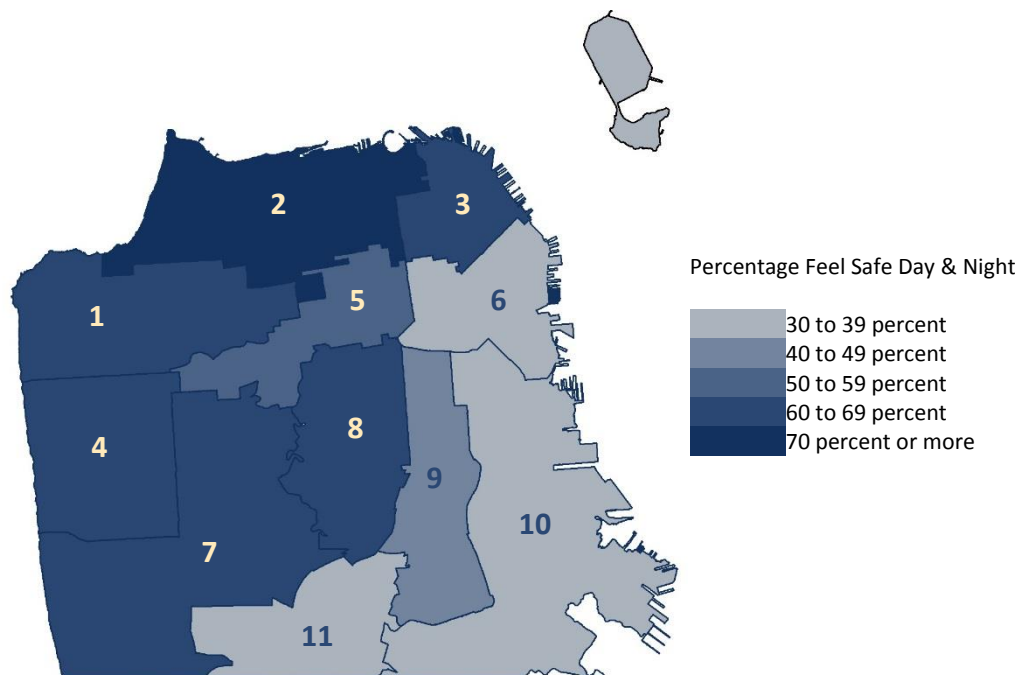 2
3
Percentage Feel Safe Day & Night
1
5
6
30 to 39 percent
40 to 49 percent
50 to 59 percent
60 to 69 percent
70 percent or more
4
8
9
10
7
11